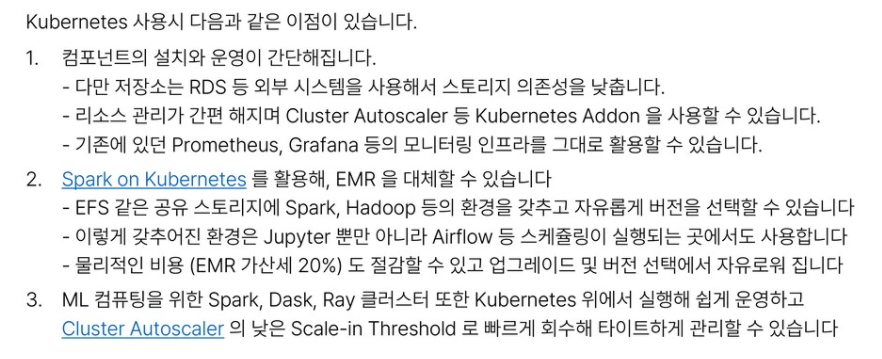 Kubernetes 사용시 다음과 같은 이점이 있습니다.
1. 컴포넌트의 설치와 운영이 간단해집니다.
- 다만 저장소는 RDS 등 외부 시스템을 사용해서 스토리지 의존성을 낮춥니다.
- 리소스 관리가 간편 해지며 Cluster Autoscaler 등 Kubernetes Addon 을 사용할 수 있습니다.
- 기존에 있던 Prometheus, Grafana 등의 모니터링 인프라를 그대로 활용할 수 있습니다.
2. Spark on Kubernetes 를 활용해, EMR 을 대체할 수 있습니다
- EFS 같은 공유 스토리지에 Spark, Hadoop 등의 환경을 갖추고 자유롭게 버전을 선택할 수 있습니다
- 이렇게 갖추어진 환경은 Jupyter 뿐만 아니라 Airflow 등 스케쥴링이 실행되는 곳에서도 사용합니다
- 물리적인 비용 (EMR 가산세 20%) 도 절감할 수 있고 업그레이드 및 버전 선택에서 자유로워 집니다
3. ML 컴퓨팅을 위한 Spark, Dask, Ray 클러스터 또한 Kubernetes 위에서 실행해 쉽게 운영하고
Cluster Autoscaler 의 낮은 Scale-in Threshold 로 빠르게 회수해 타이트하게 관리할 수 있습니다